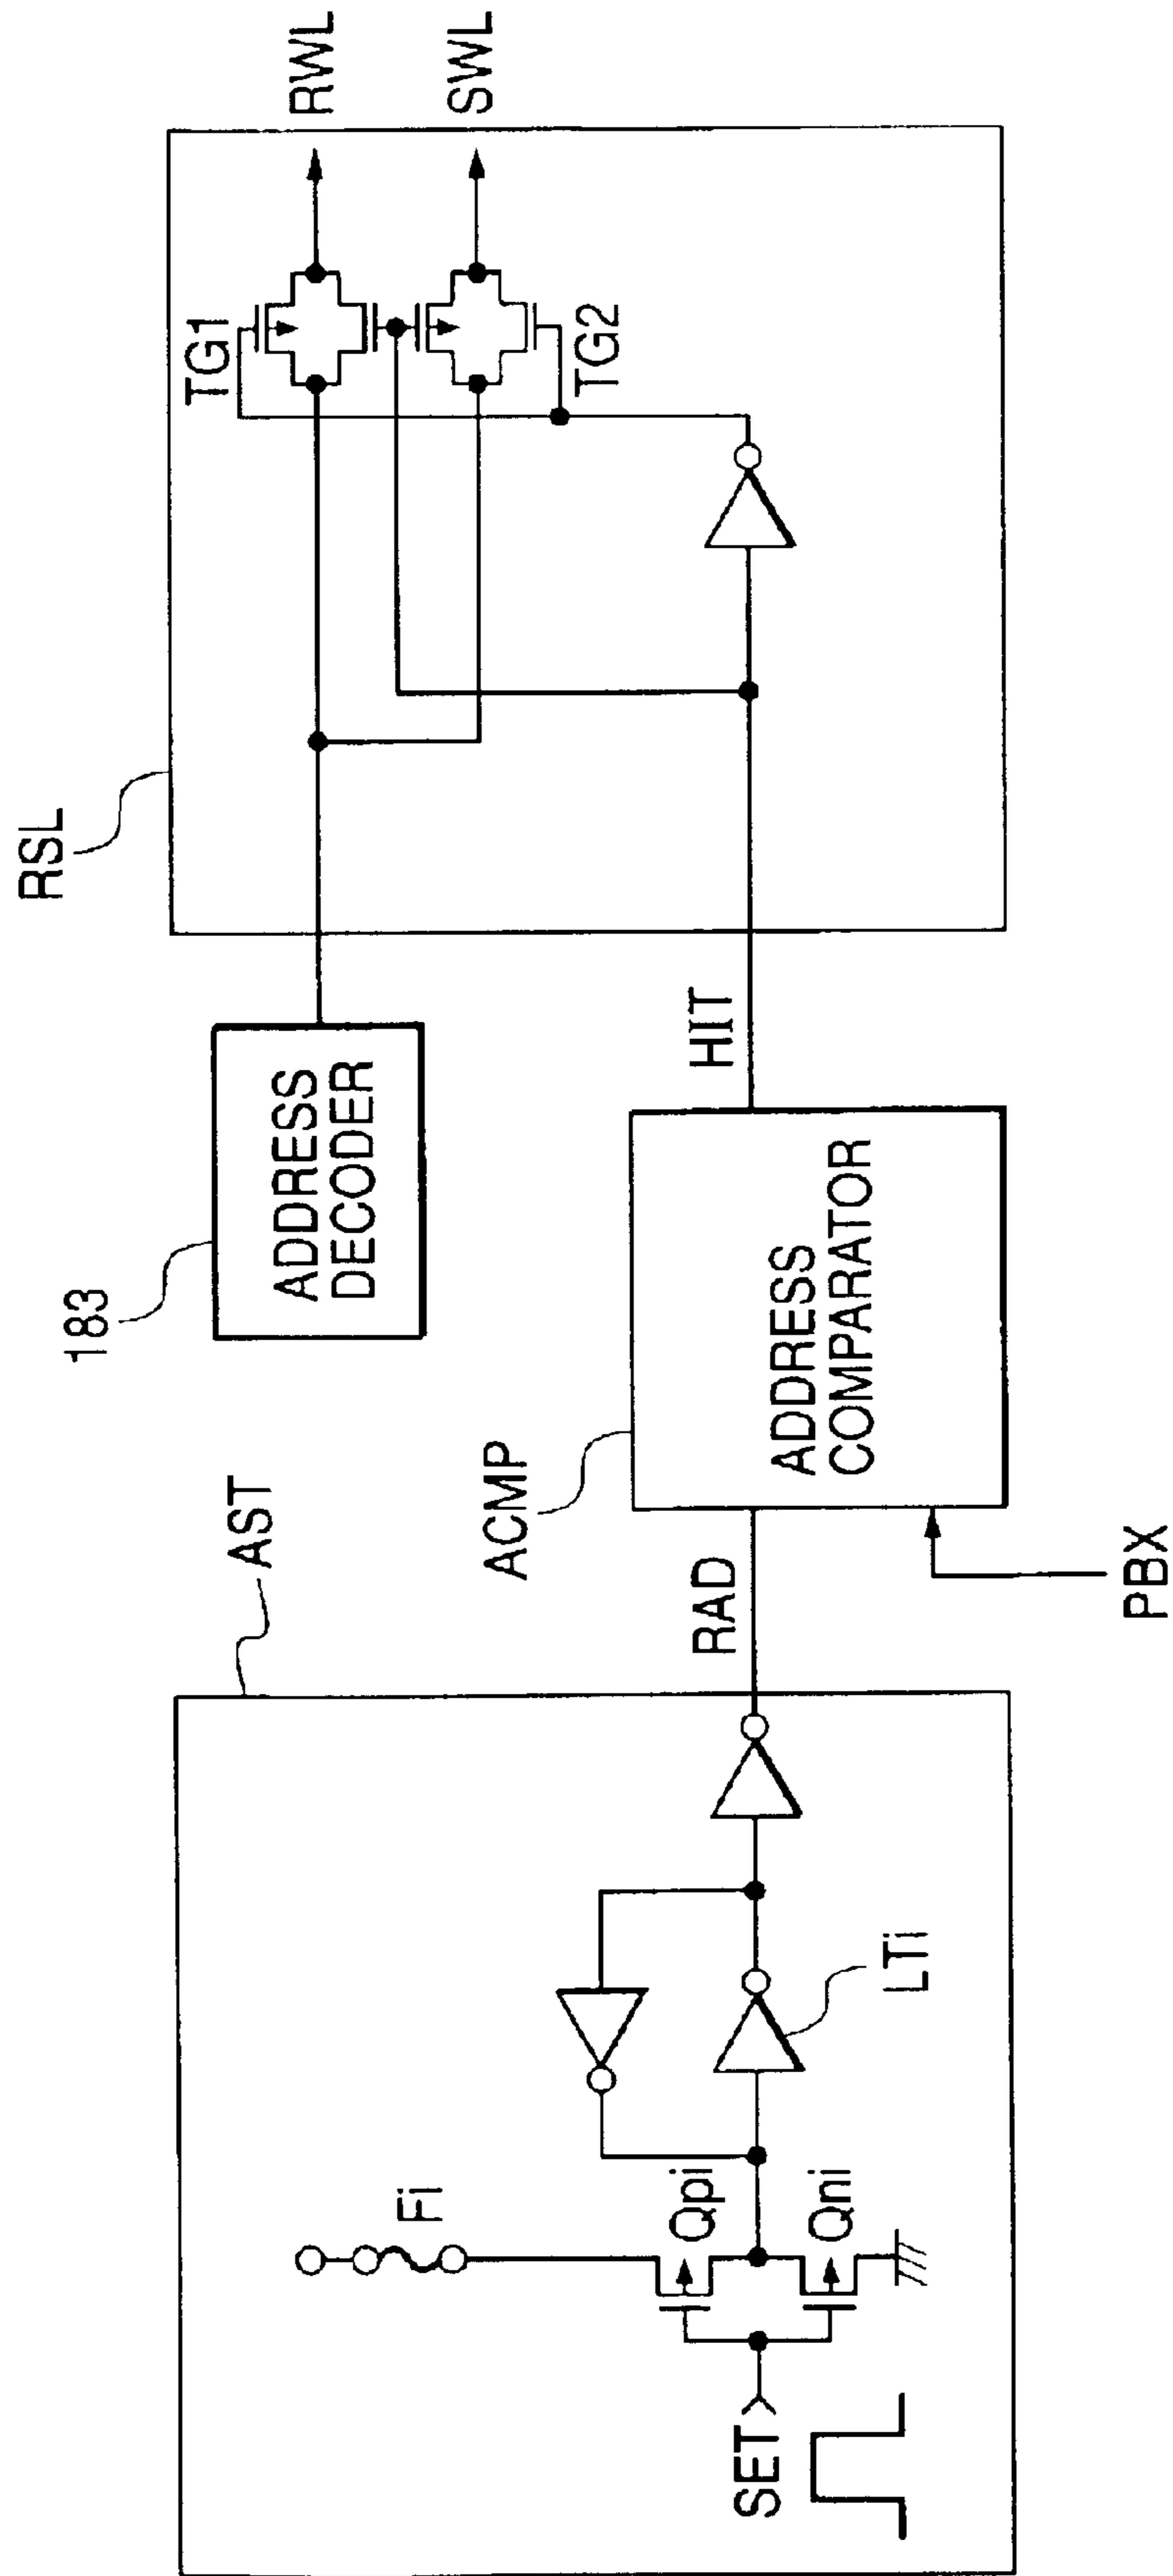 RSL
TG1
RWL
SWL
TG2
183
ADDRESS
DECODER
HIT
ACMP
ADDRESS
COMPARATOR
AST
RAD
PBX
Fi
Qpi
Qni
LTi
SET